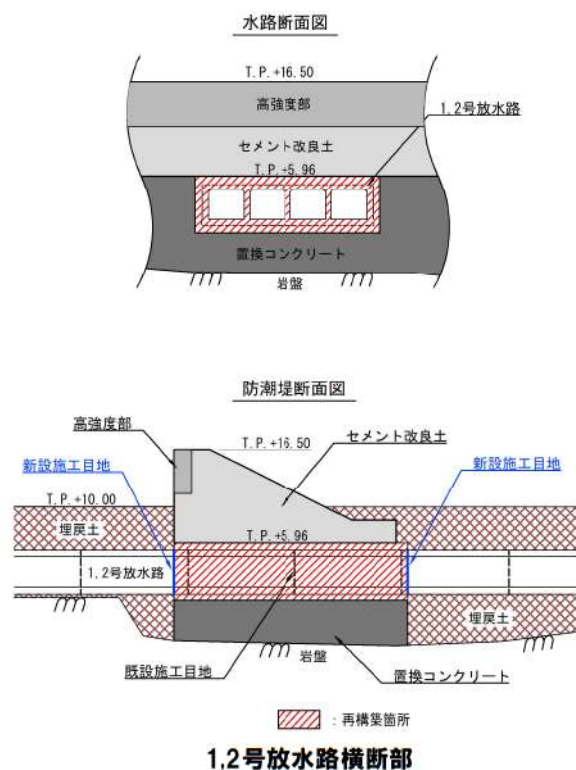 水路断面図
T.P.+16.50
高強度部
1,2号放水路
セメント改良土
T.P.+5.96
置換コンクリート
岩盤
防潮堤断面図
高強度部
T.P.+16.50
セメント改良土
新設施工目地
新設施工目地
T.P.+10.00
埋戻土
T.P.+5.96
1,2号放水路
埋戻土
岩盤
既設施工目地
置換コンクリート
：再構築箇所
1,2号放水路横断部